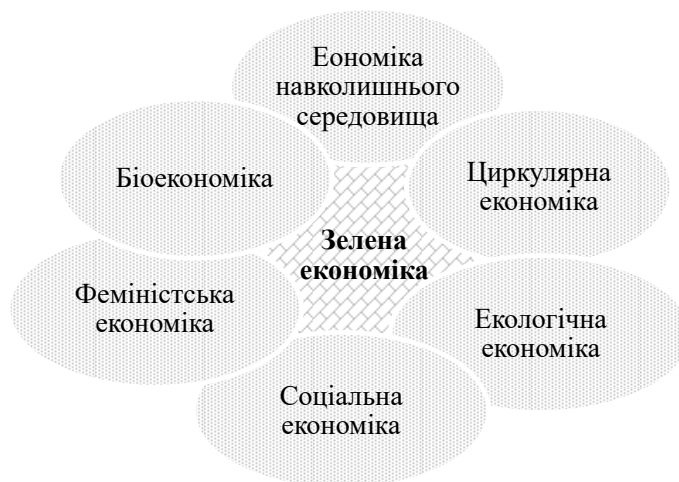 Еономіка
навколишнього
середовища
Біоекономіка
Циркулярна
економіка
Зелена
економіка
Феміністська
економіка
Екологічна
економіка
Соціальна
економіка